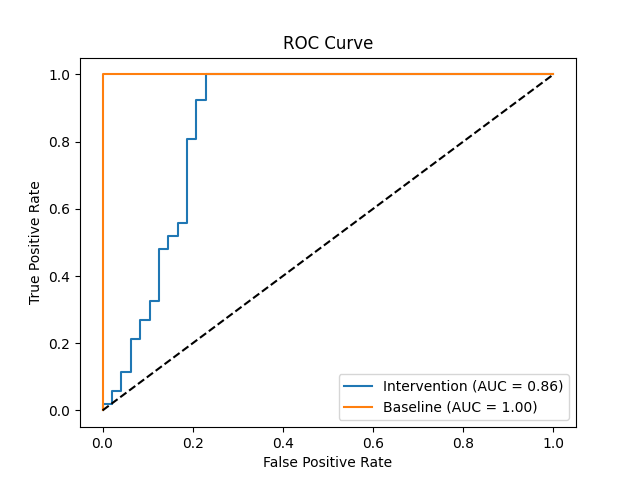 ROC Curve
True Positive Rate
1.0
0.8
0.6
0.4
0.2
0.0
0.0 0.2 0.4 0.6 0.8 1.0
False Positive Rate
Intervention (AUC = 0.86)
Baseline (AUC = 1.00)